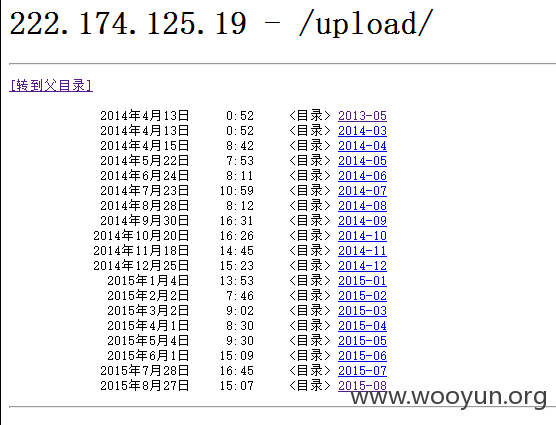 222.174.125.19 - /upload/
[转到父目录]
2014年4月13日 0:52 <目录> 2013-05
2014年4月13日 0:52 <目录> 2014-03
2014年4月15日 8:42 <目录> 2014-04
2014年5月22日 7:53 <目录> 2014-05
2014年6月24日 8:11 <目录> 2014-06
2014年7月23日 10:59 <目录> 2014-07
2014年8月28日 8:12 <目录> 2014-08
2014年9月30日 16:31 <目录> 2014-09
2014年10月20日 16:26 <目录> 2014-10
2014年11月18日 14:45 <目录> 2014-11
2014年12月25日 15:23 <目录> 2014-12
2015年1月4日 13:53 <目录> 2015-01
2015年2月2日 7:46 <目录> 2015-02
2015年3月2日 9:02 <目录> 2015-03
2015年4月1日 8:30 <目录> 2015-04
2015年5月4日 9:30 <目录> 2015-05
2015年6月1日 15:09 <目录> 2015-06
2015年7月28日 16:45 <目录> 2015-07
2015年8月27日 15:07 <目录> 2015-08
www.wooyun.org